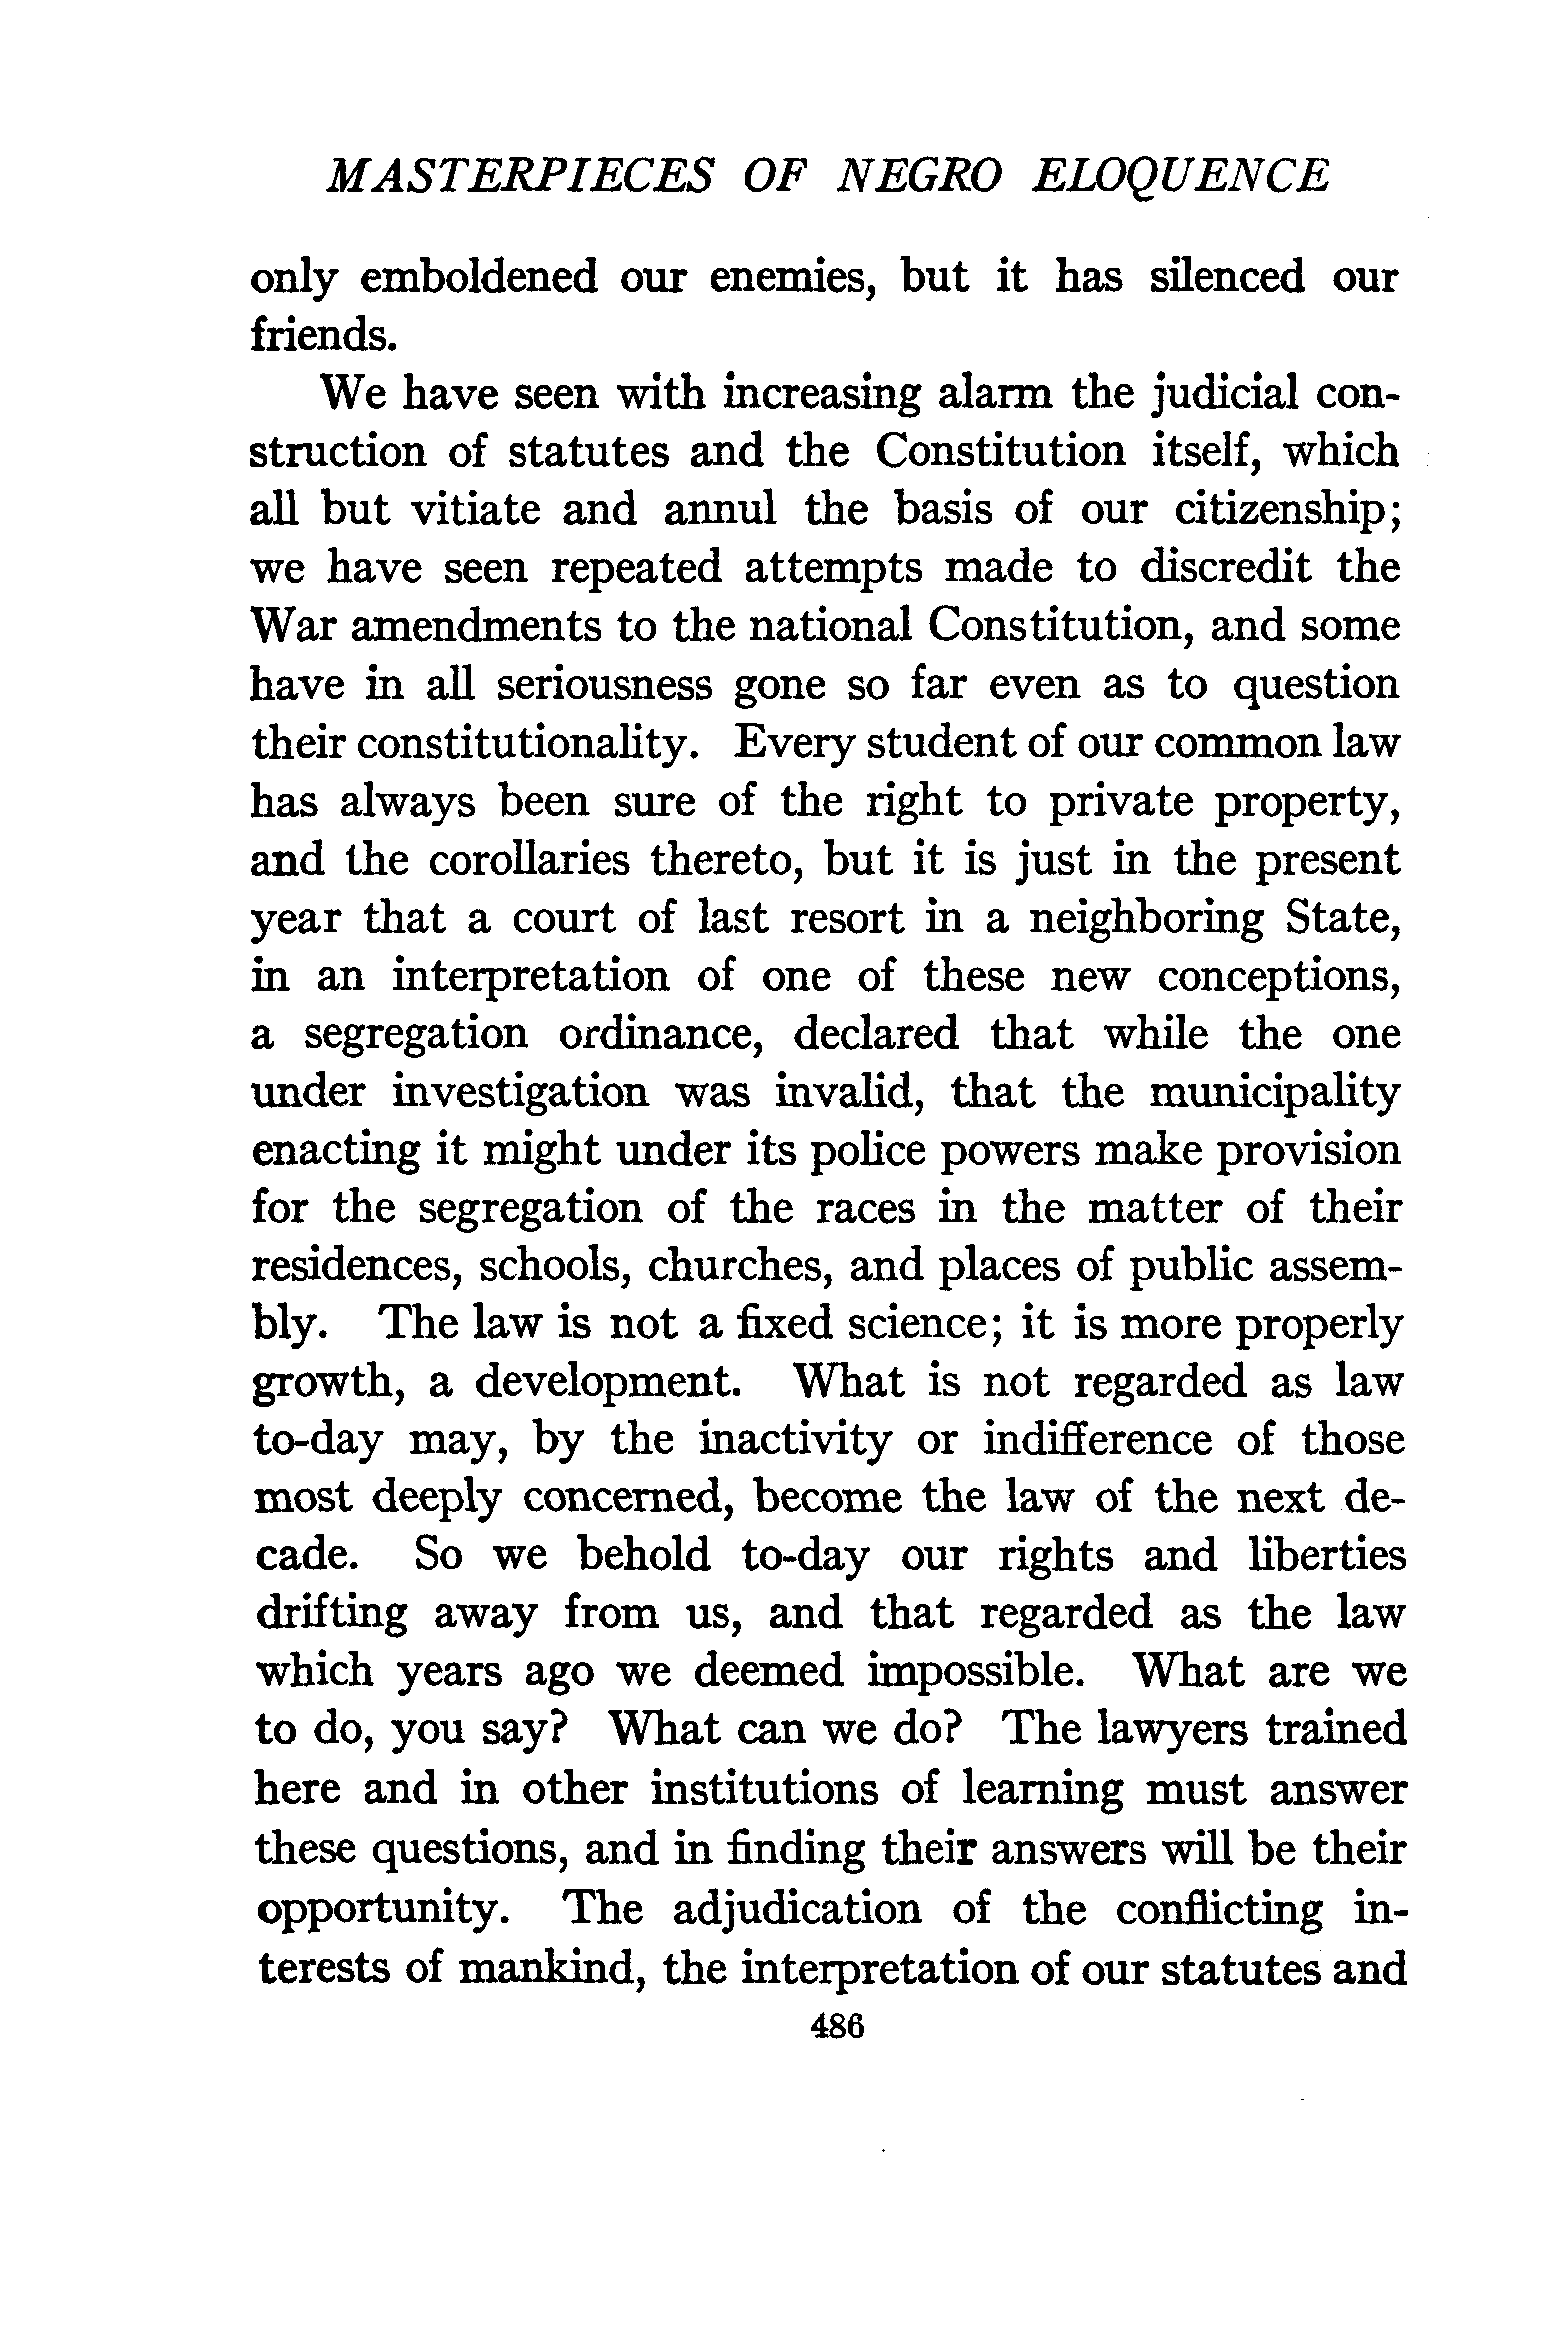 MASTERPIECES OF NEGRO ELOQUENCE
only emboldened our enemies, but it has silenced our
friends.
We have seen with increasing alarm the judicial con-
struction of statutes and the Constitution itself, which
all but vitiate and annul the basis of our citizenship;
we have seen repeated attempts made to discredit the
War amendments to the national Constitution, and some
have in all seriousness gone so far even as to question
their constitutionality. Every student of our common law
has always been sure of the right to private property,
and the corollaries thereto, but it is just in the present
year that a court of last resort in a neighboring State,
in an interpretation of one of these new conceptions,
a segregation ordinance, declared that while the one
under investigation was invalid, that the municipality
enacting it might under its police powers make provision
for the segregation of the races in the matter of their
residences, schools, churches, and places of public assem-
bly. The law is not a fixed science; it is more properly
growth, a development. What is not regarded as law
to-day may, by the inactivity or indifference of those
most deeply concerned, become the law of the next de-
cade. So we behold to-day our rights and liberties
drifting away from us, and that regarded as the law
which years ago we deemed impossible. What are we
to do, you say? What can we do? The lawyers trained
here and in other institutions of learning must answer
these questions, and in finding their answers will be their
opportunity. The adjudication of the conflicting in-
terests of mankind, the interpretation of our statutes and
486